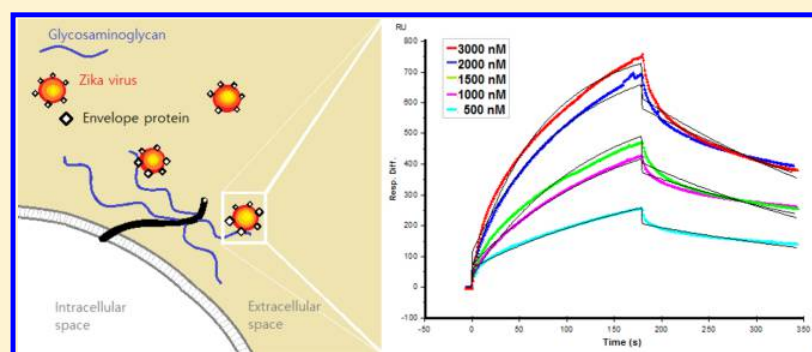 Glycosaminoglycan
Zika virus
Envelope protein
Intracellular
space
Extracellular
space
RU
800
700
600
500
400
300
200
100
0
-100
Resp. Diff.
3000 nM
2000 nM
1500 nM
1000 nM
500 nM
-50
0
50
100
150
200
250
300
350
Time (s)